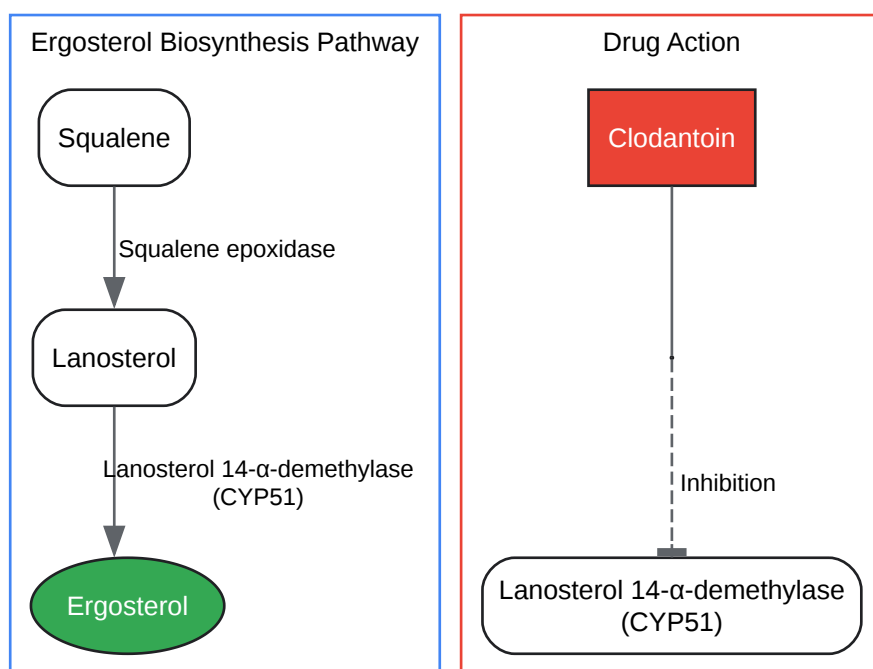 Ergosterol Biosynthesis Pathway
Squalene
Squalene epoxidase
Lanosterol
Lanosterol 14-α-demethylase
(CYP51)
Ergosterol
Drug Action
Clodantoin
Inhibition
Lanosterol 14-α-demethylase
(CYP51)